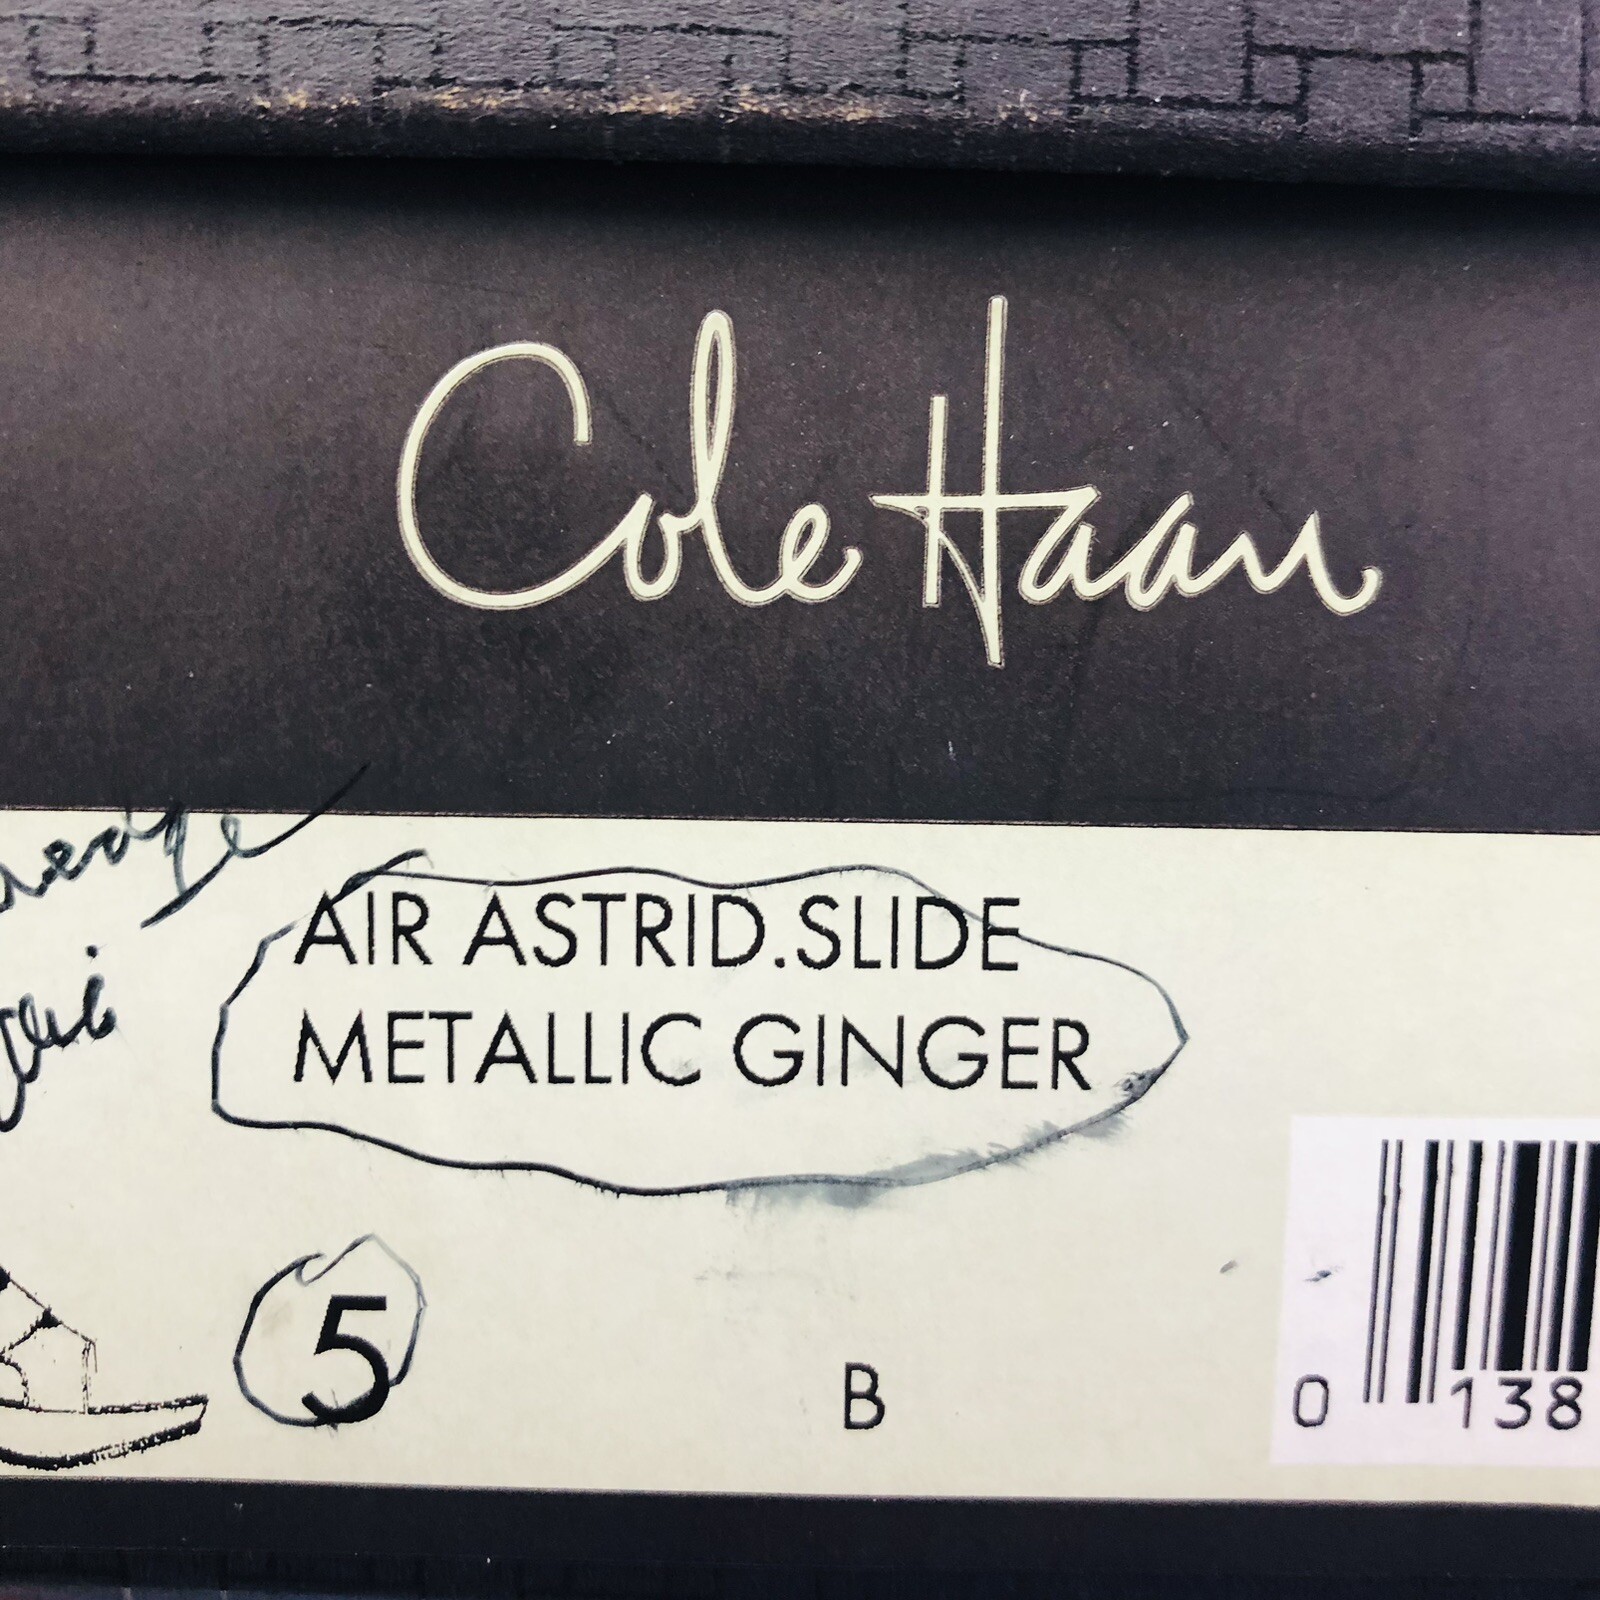 Cole Haan
AIR ASTRID.SLIDE
METALLIC GINGER
5
B
0 138